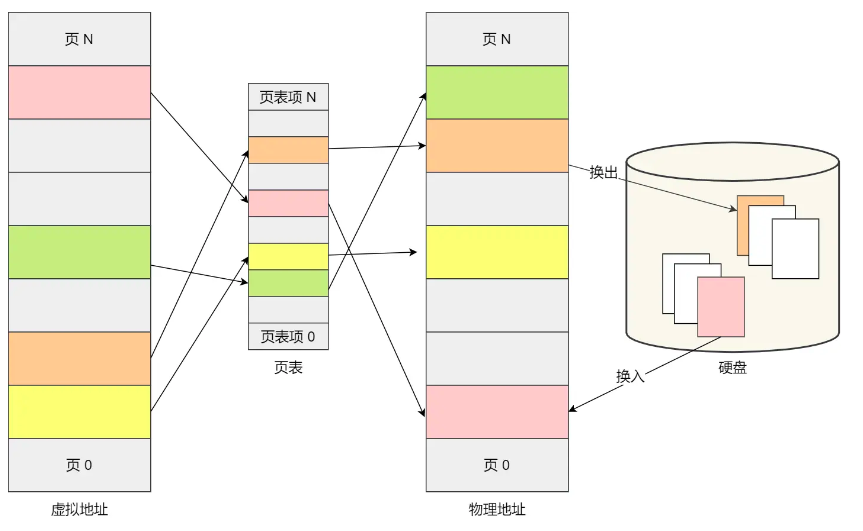 页 N
页 N
页表项 N
换出
页表项 0
页表
硬盘
换入
页 0
页 0
虚拟地址
物理地址